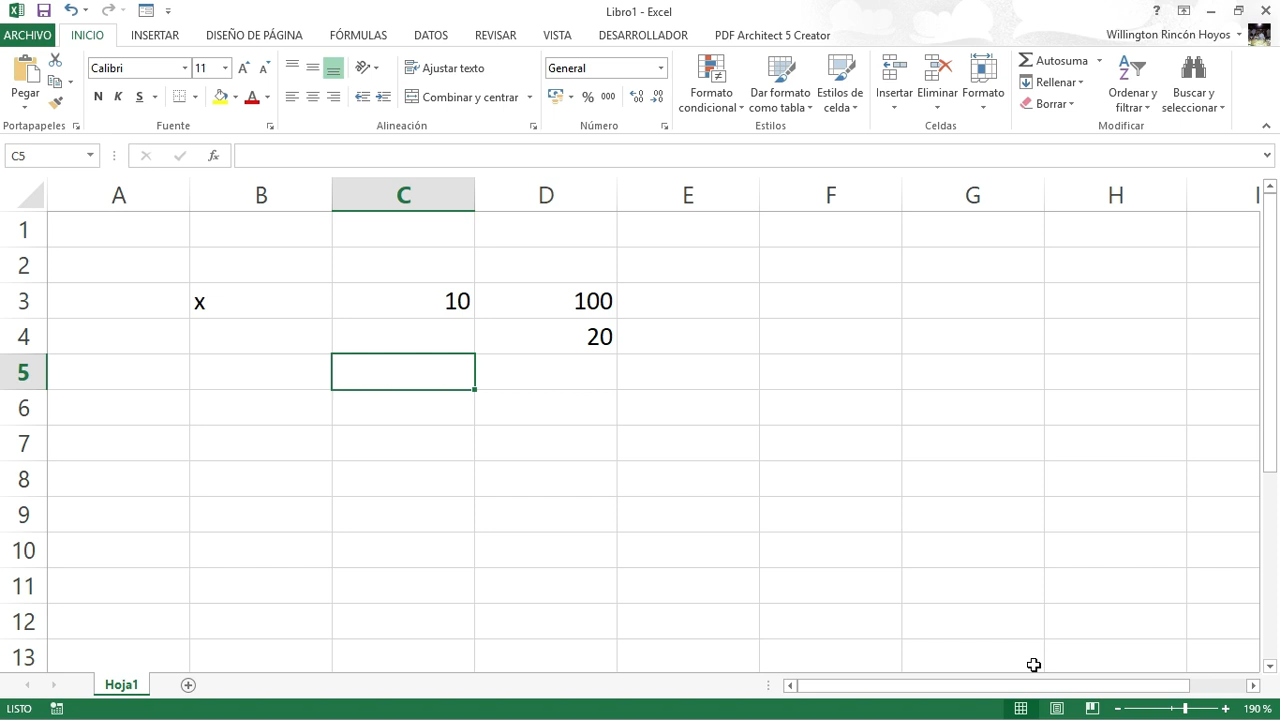 Libro1 - Excel
ARCHIVO INICIO INSERTAR DISEÑO DE PÁGINA FÓRMULAS DATOS REVISAR VISTA DESARROLLADOR PDF Architect 5 Creator Willington Rincón Hoyos
Pegar
Calibri 11
N K S
Ajustar texto
Combinar y centrar
General
% 000
Formato condicional
Dar formato como tabla
Estilos de celda
Insertar
Eliminar
Formato
Autosuma
Rellenar
Borrar
Ordenar y filtrar
Buscar y seleccionar
Portapapeles Fuente Alineación Número Estilos Celdas Modificar
C5 fx
A B C D E F G H I
1
2
3 x 10 100
4 20
5
6
7
8
9
10
11
12
13
Hoja1
LISTO 190 %